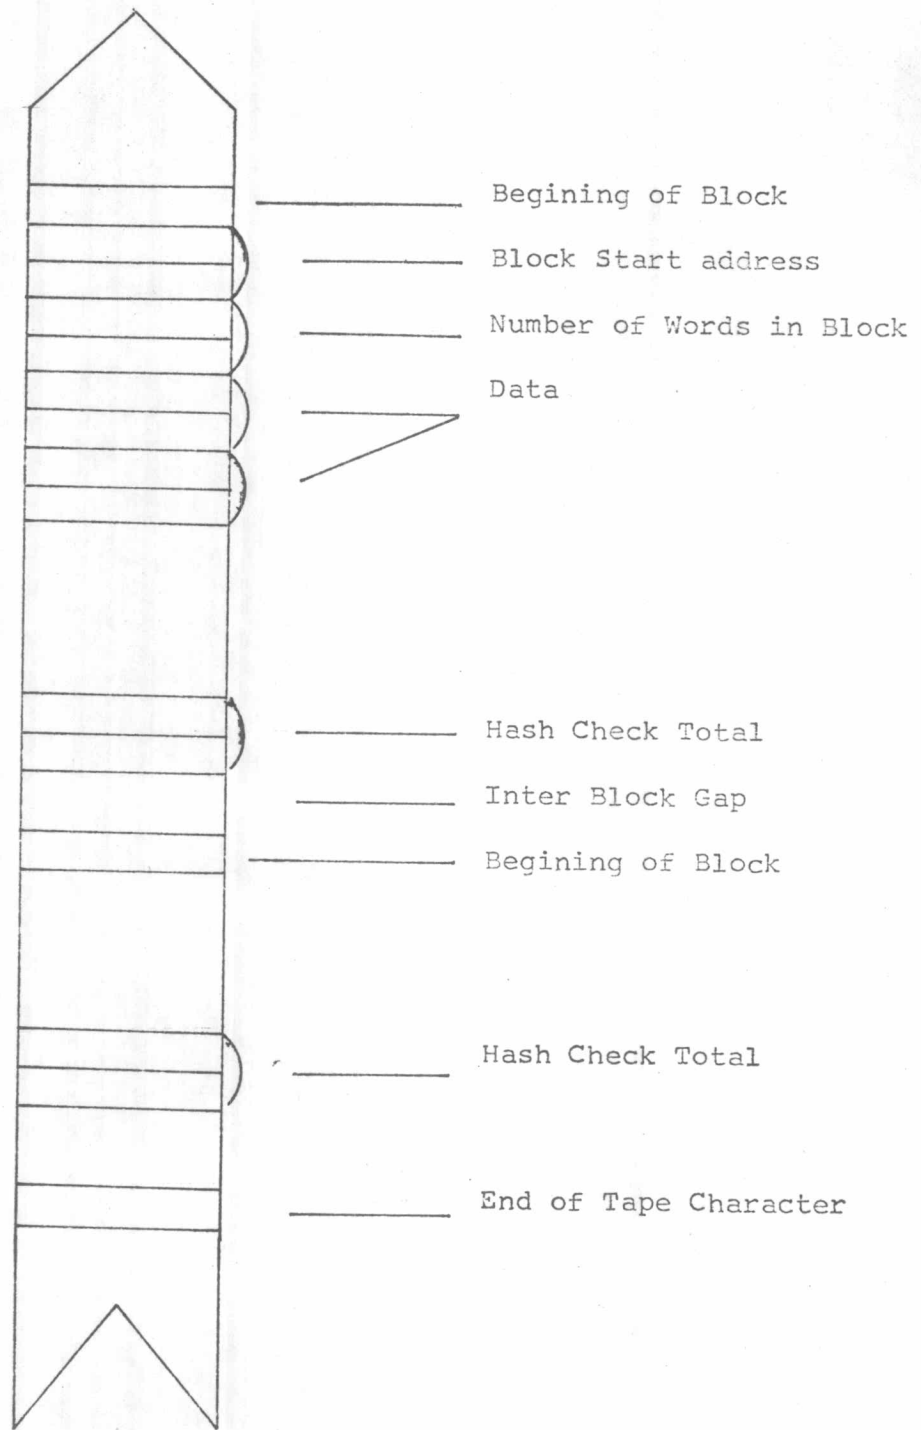 Begining of Block
Block Start address
Number of Words in Block
Data
Hash Check Total
Inter Block Gap
Begining of Block
Hash Check Total
End of Tape Character